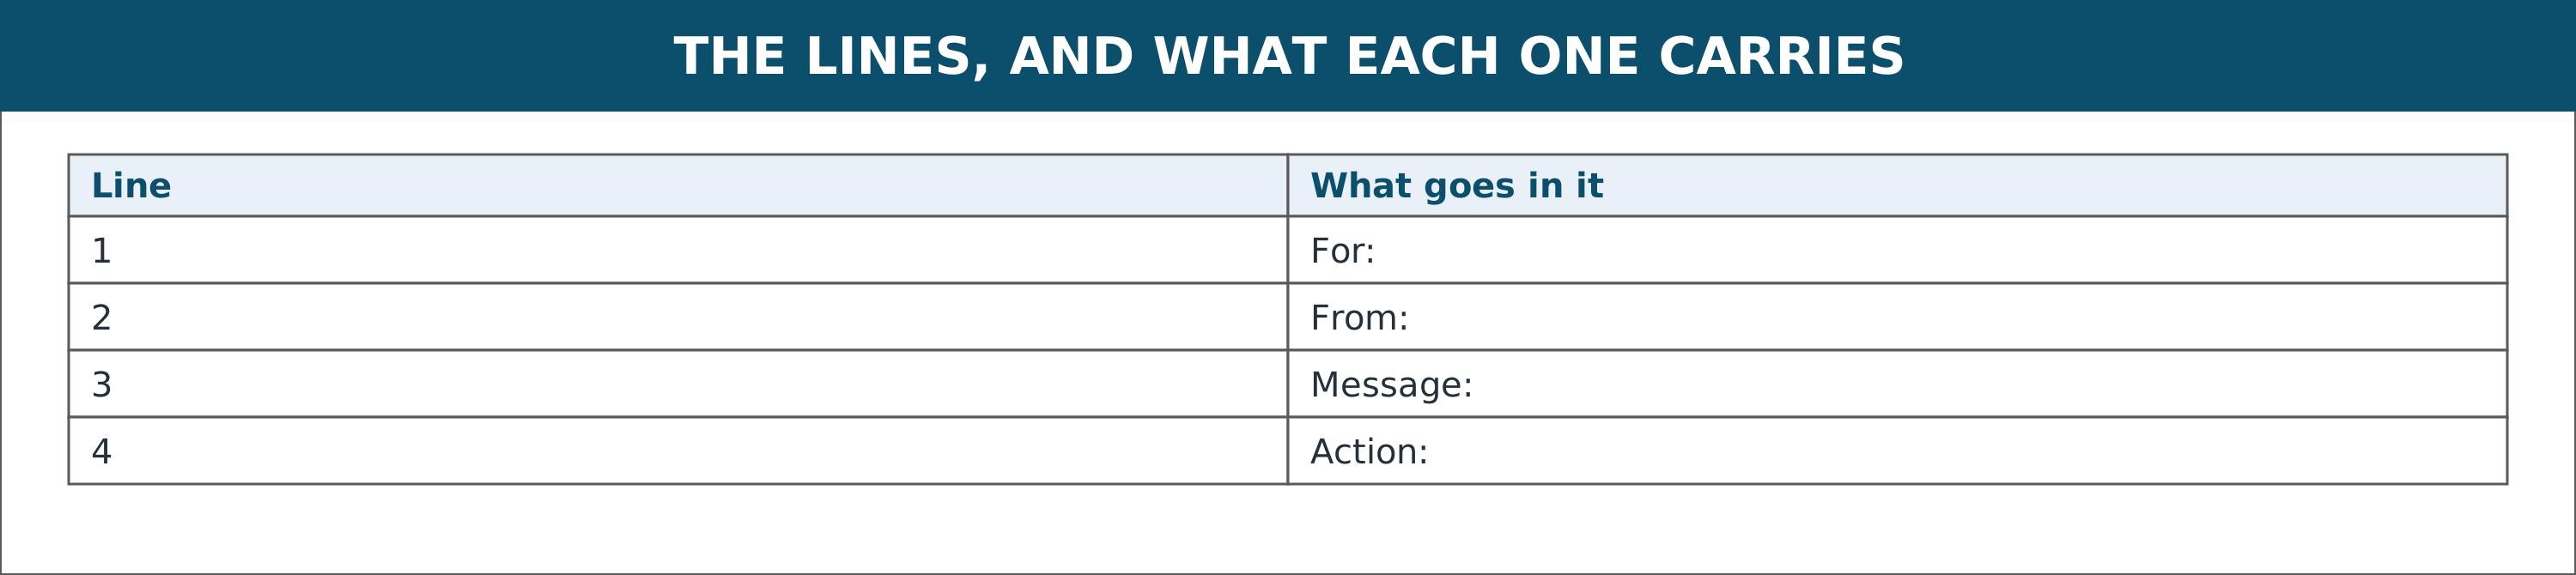 THE LINES, AND WHAT EACH ONE CARRIES
Line What goes in it
1 For:
2 From:
3 Message:
4 Action: